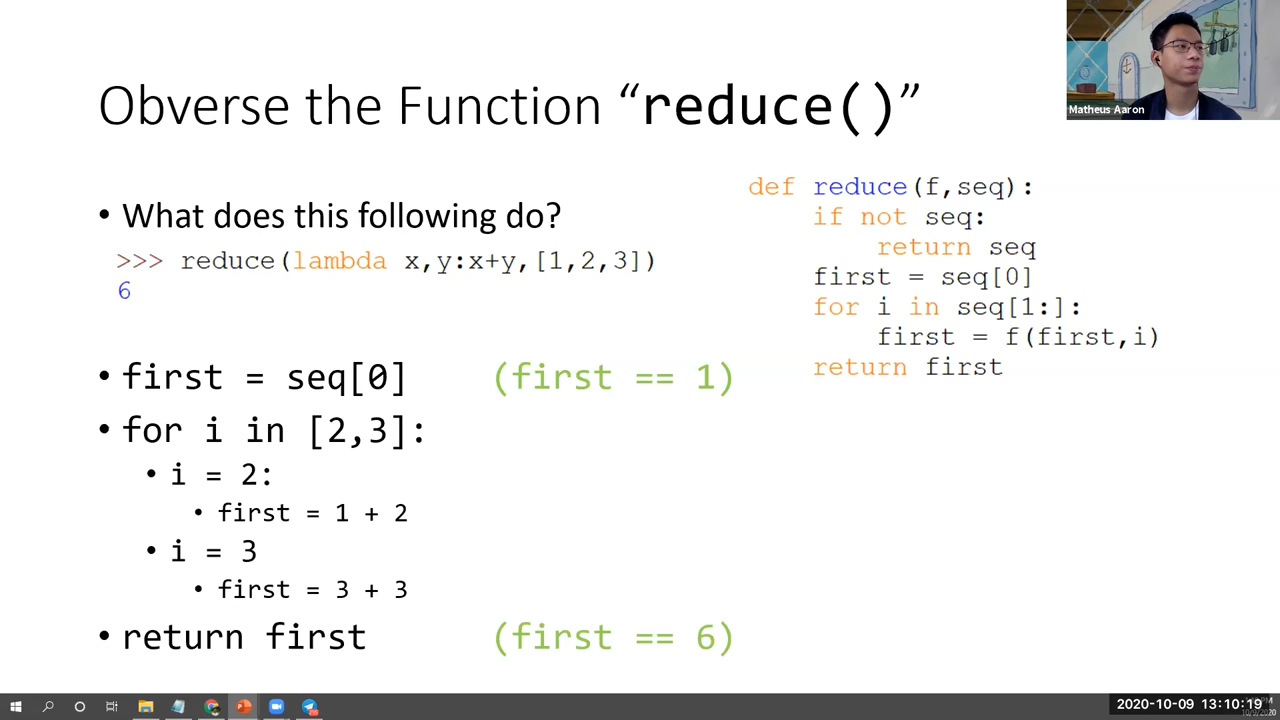 Obverse the Function “reduce()”
Matheus Aaron
• What does this following do?
>>> reduce(lambda x,y:x+y,[1,2,3])
6
def reduce(f,seq):
    if not seq:
        return seq
    first = seq[0]
    for i in seq[1:]:
        first = f(first,i)
    return first
• first = seq[0] (first == 1)
• for i in [2,3]:
• i = 2:
• first = 1 + 2
• i = 3
• first = 3 + 3
• return first (first == 6)
2020-10-09 13:10:19